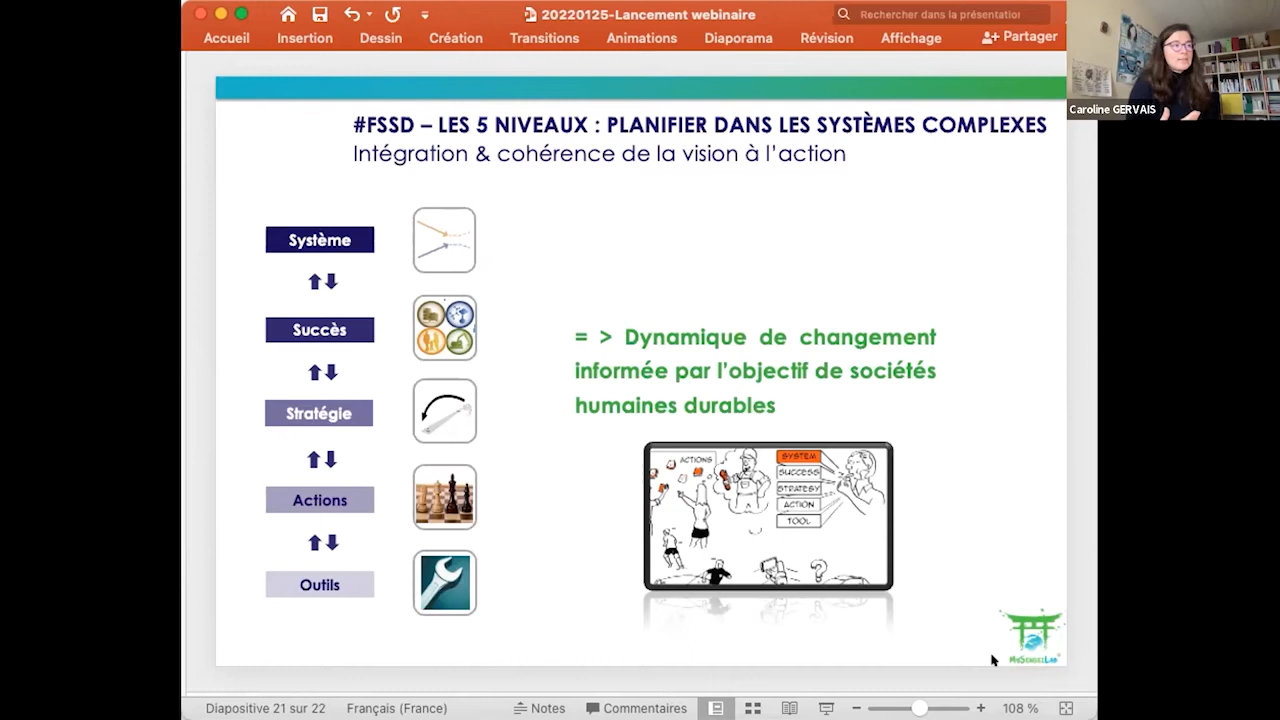 20220125-Lancement webinaire
Rechercher dans la présentation
Accueil
Insertion
Dessin
Création
Transitions
Animations
Diaporama
Révision
Affichage
Partager
Caroline GERVAIS
#FSSD – LES 5 NIVEAUX : PLANIFIER DANS LES SYSTÈMES COMPLEXES
Intégration & cohérence de la vision à l'action
Système
Succès
Stratégie
Actions
Outils
= > Dynamique de changement
informée par l'objectif de sociétés
humaines durables
ACTIONS
SYSTEM
SUCCESS
STRATEGY
ACTION
TOOL
?
MySenseiLab
Diapositive 21 sur 22
Français (France)
Notes
Commentaires
108 %